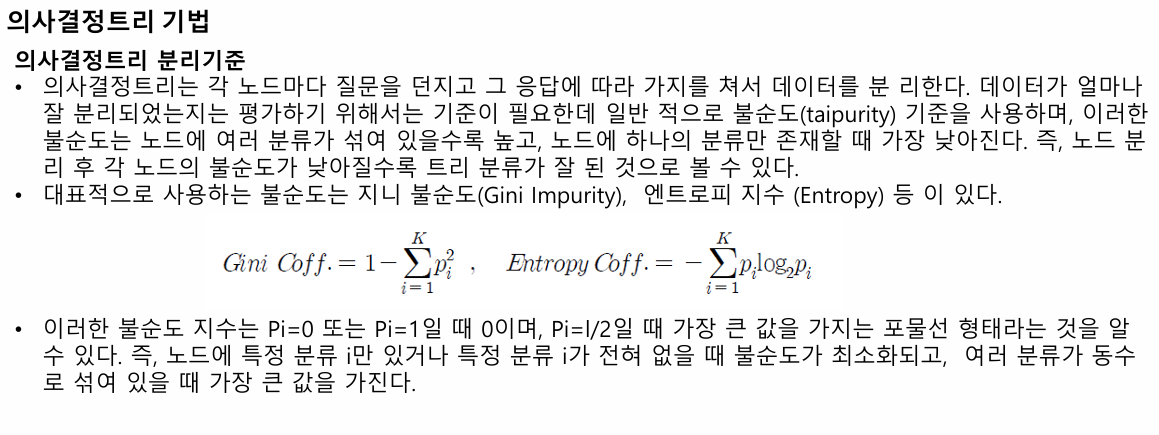 의사결정트리 기법
의사결정트리 분리기준
• 의사결정트리는 각 노드마다 질문을 던지고 그 응답에 따라 가지를 쳐서 데이터를 분 리한다. 데이터가 얼마나
잘 분리되었는지는 평가하기 위해서는 기준이 필요한데 일반 적으로 불순도(taipurity) 기준을 사용하며, 이러한
불순도는 노드에 여러 분류가 섞여 있을수록 높고, 노드에 하나의 분류만 존재할 때 가장 낮아진다. 즉, 노드 분
리 후 각 노드의 불순도가 낮아질수록 트리 분류가 잘 된 것으로 볼 수 있다.
• 대표적으로 사용하는 불순도는 지니 불순도(Gini Impurity), 엔트로피 지수 (Entropy) 등 이 있다.
Gini Coff. = 1 − ∑_{i=1}^{K} p_i^2 , Entropy Coff. = − ∑_{i=1}^{K} p_i log_2 p_i
• 이러한 불순도 지수는 Pi=0 또는 Pi=1일 때 0이며, Pi=l/2일 때 가장 큰 값을 가지는 포물선 형태라는 것을 알
수 있다. 즉, 노드에 특정 분류 i만 있거나 특정 분류 i가 전혀 없을 때 불순도가 최소화되고, 여러 분류가 동수
로 섞여 있을 때 가장 큰 값을 가진다.